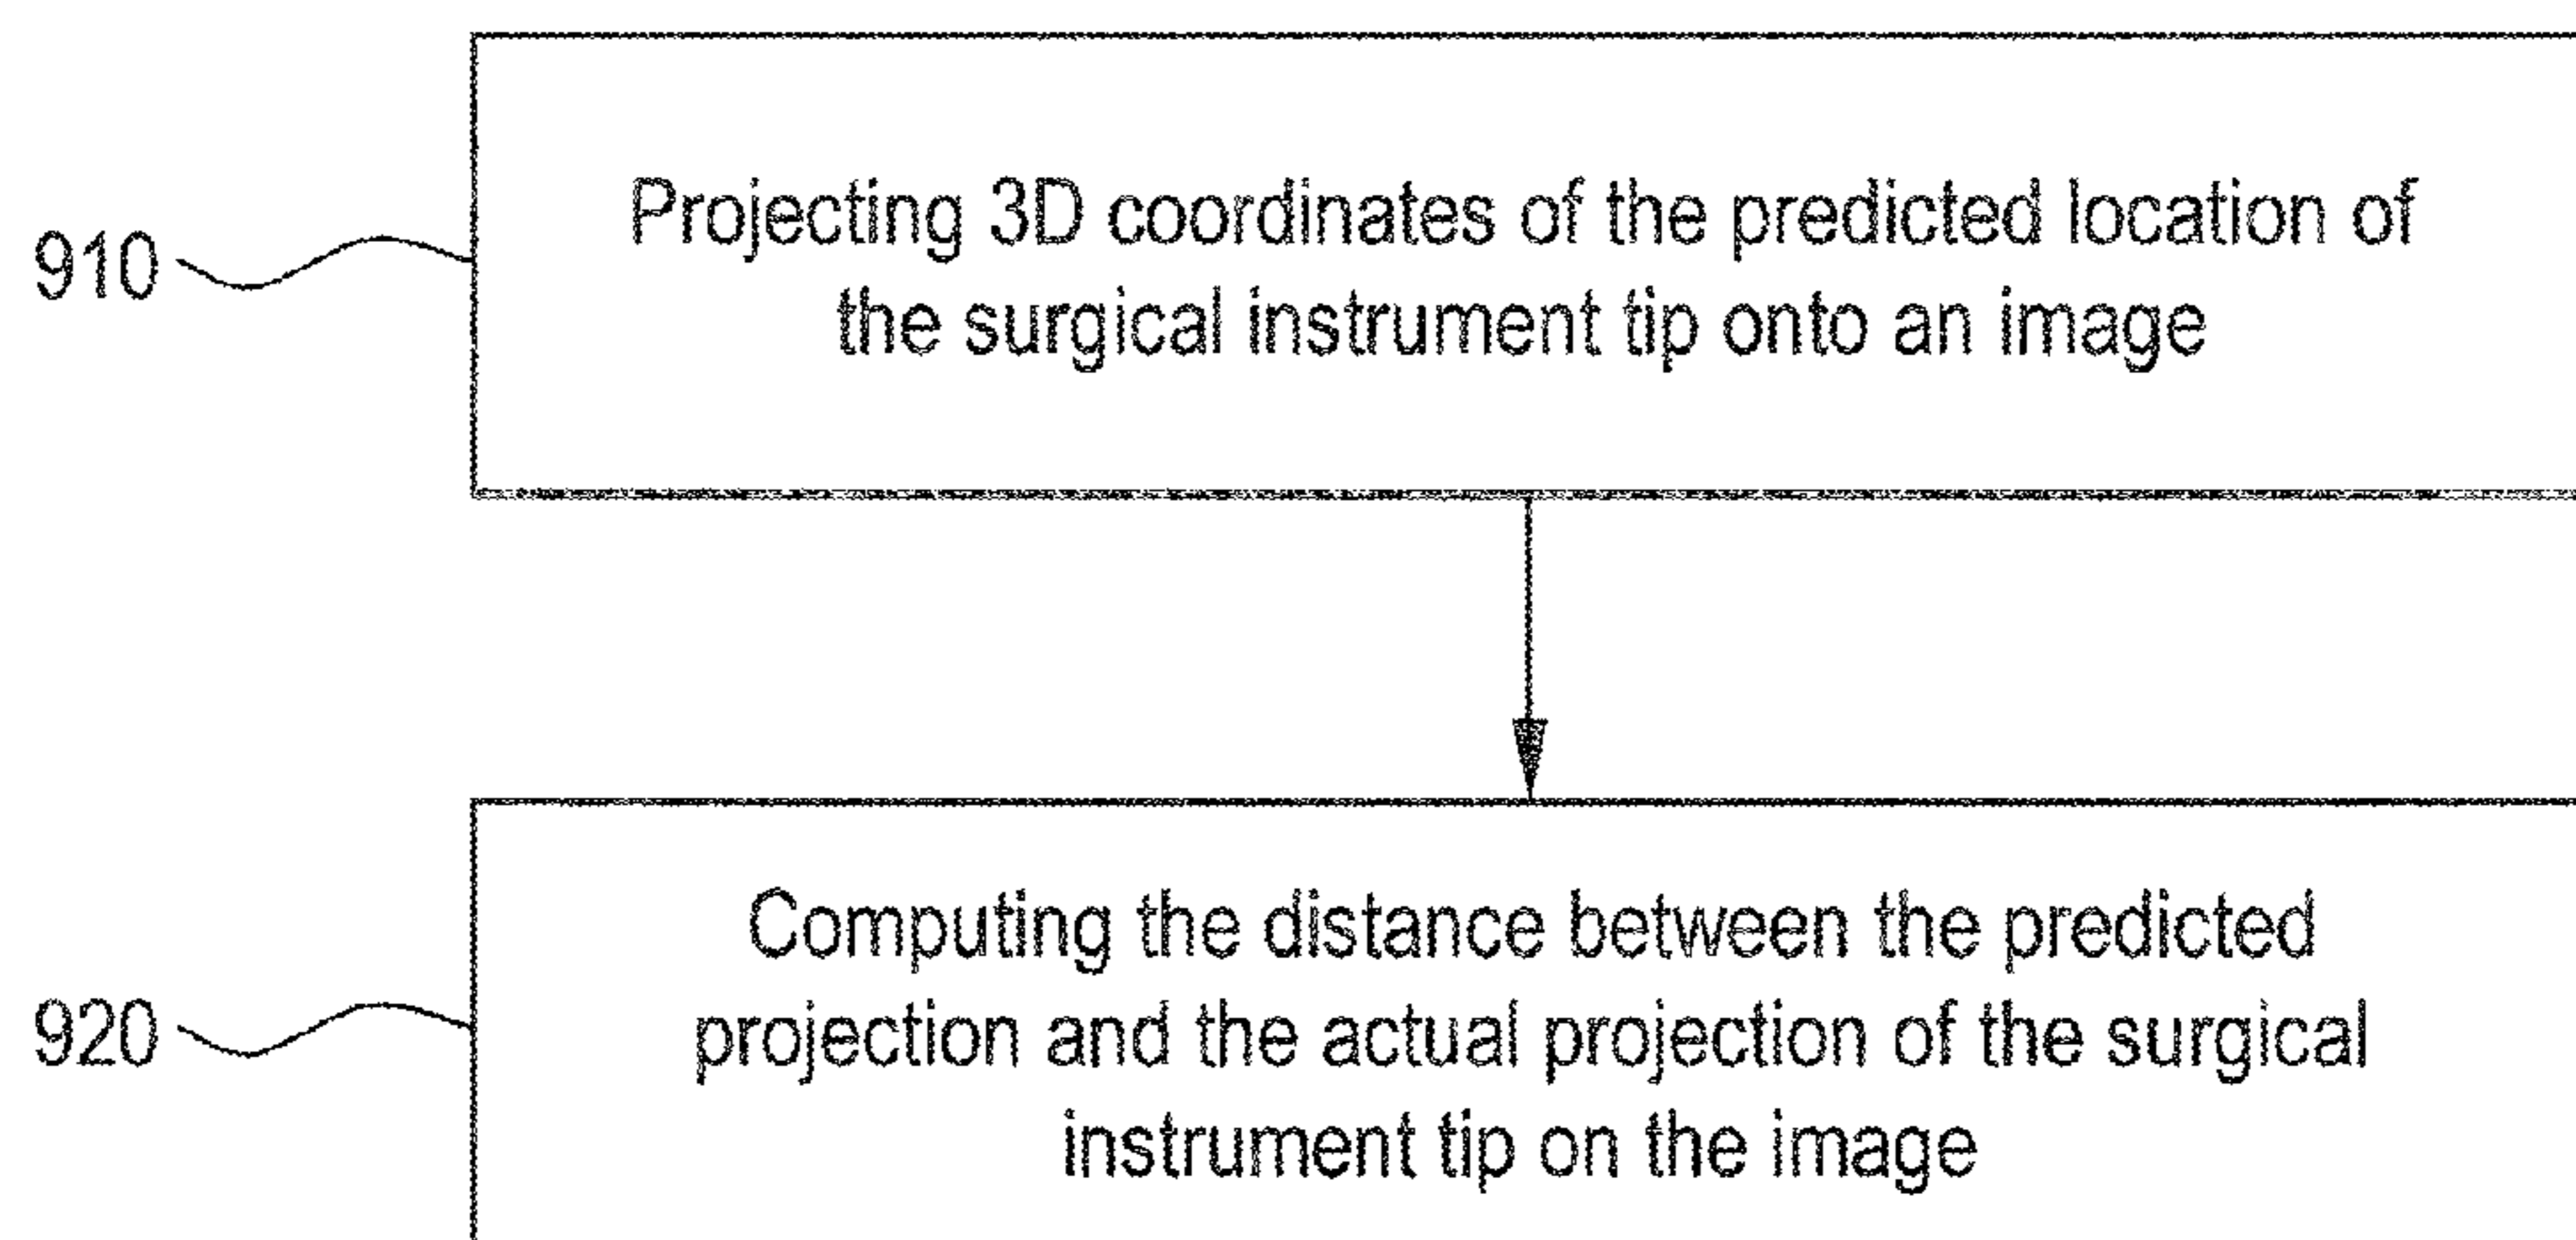 910
Projecting 3D coordinates of the predicted location of
the surgical instrument tip onto an image
920
Computing the distance between the predicted
projection and the actual projection of the surgical
instrument tip on the image